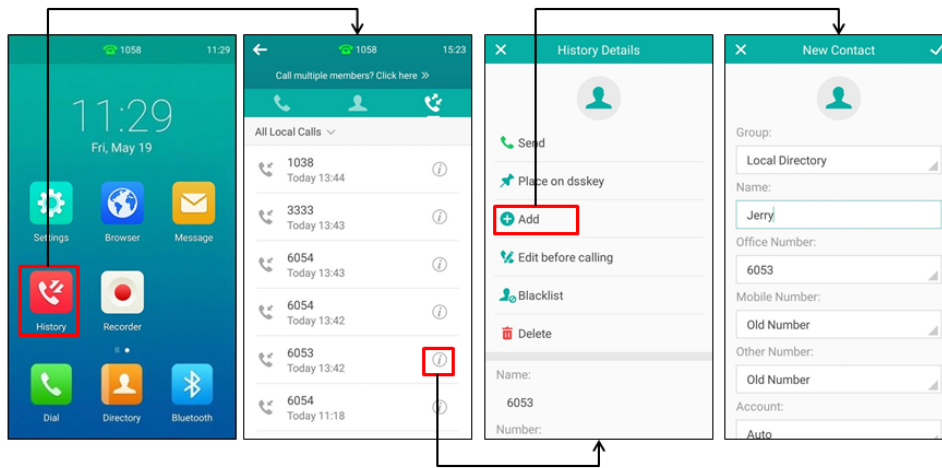 1058
11:29
11:29
Fri, May 19
Settings
Browser
Message
History
Recorder
Dial
Directory
Bluetooth
1058
15:23
Call multiple members? Click here »
All Local Calls
1038
Today 13:44
3333
Today 13:43
6054
Today 13:43
6054
Today 13:42
6053
Today 13:42
6054
Today 11:18
History Details
Send
Place on dsskey
Add
Edit before calling
Blacklist
Delete
Name:
6053
Number:
New Contact
Group:
Local Directory
Name:
Jerry
Office Number:
6053
Mobile Number:
Old Number
Other Number:
Old Number
Account:
Auto